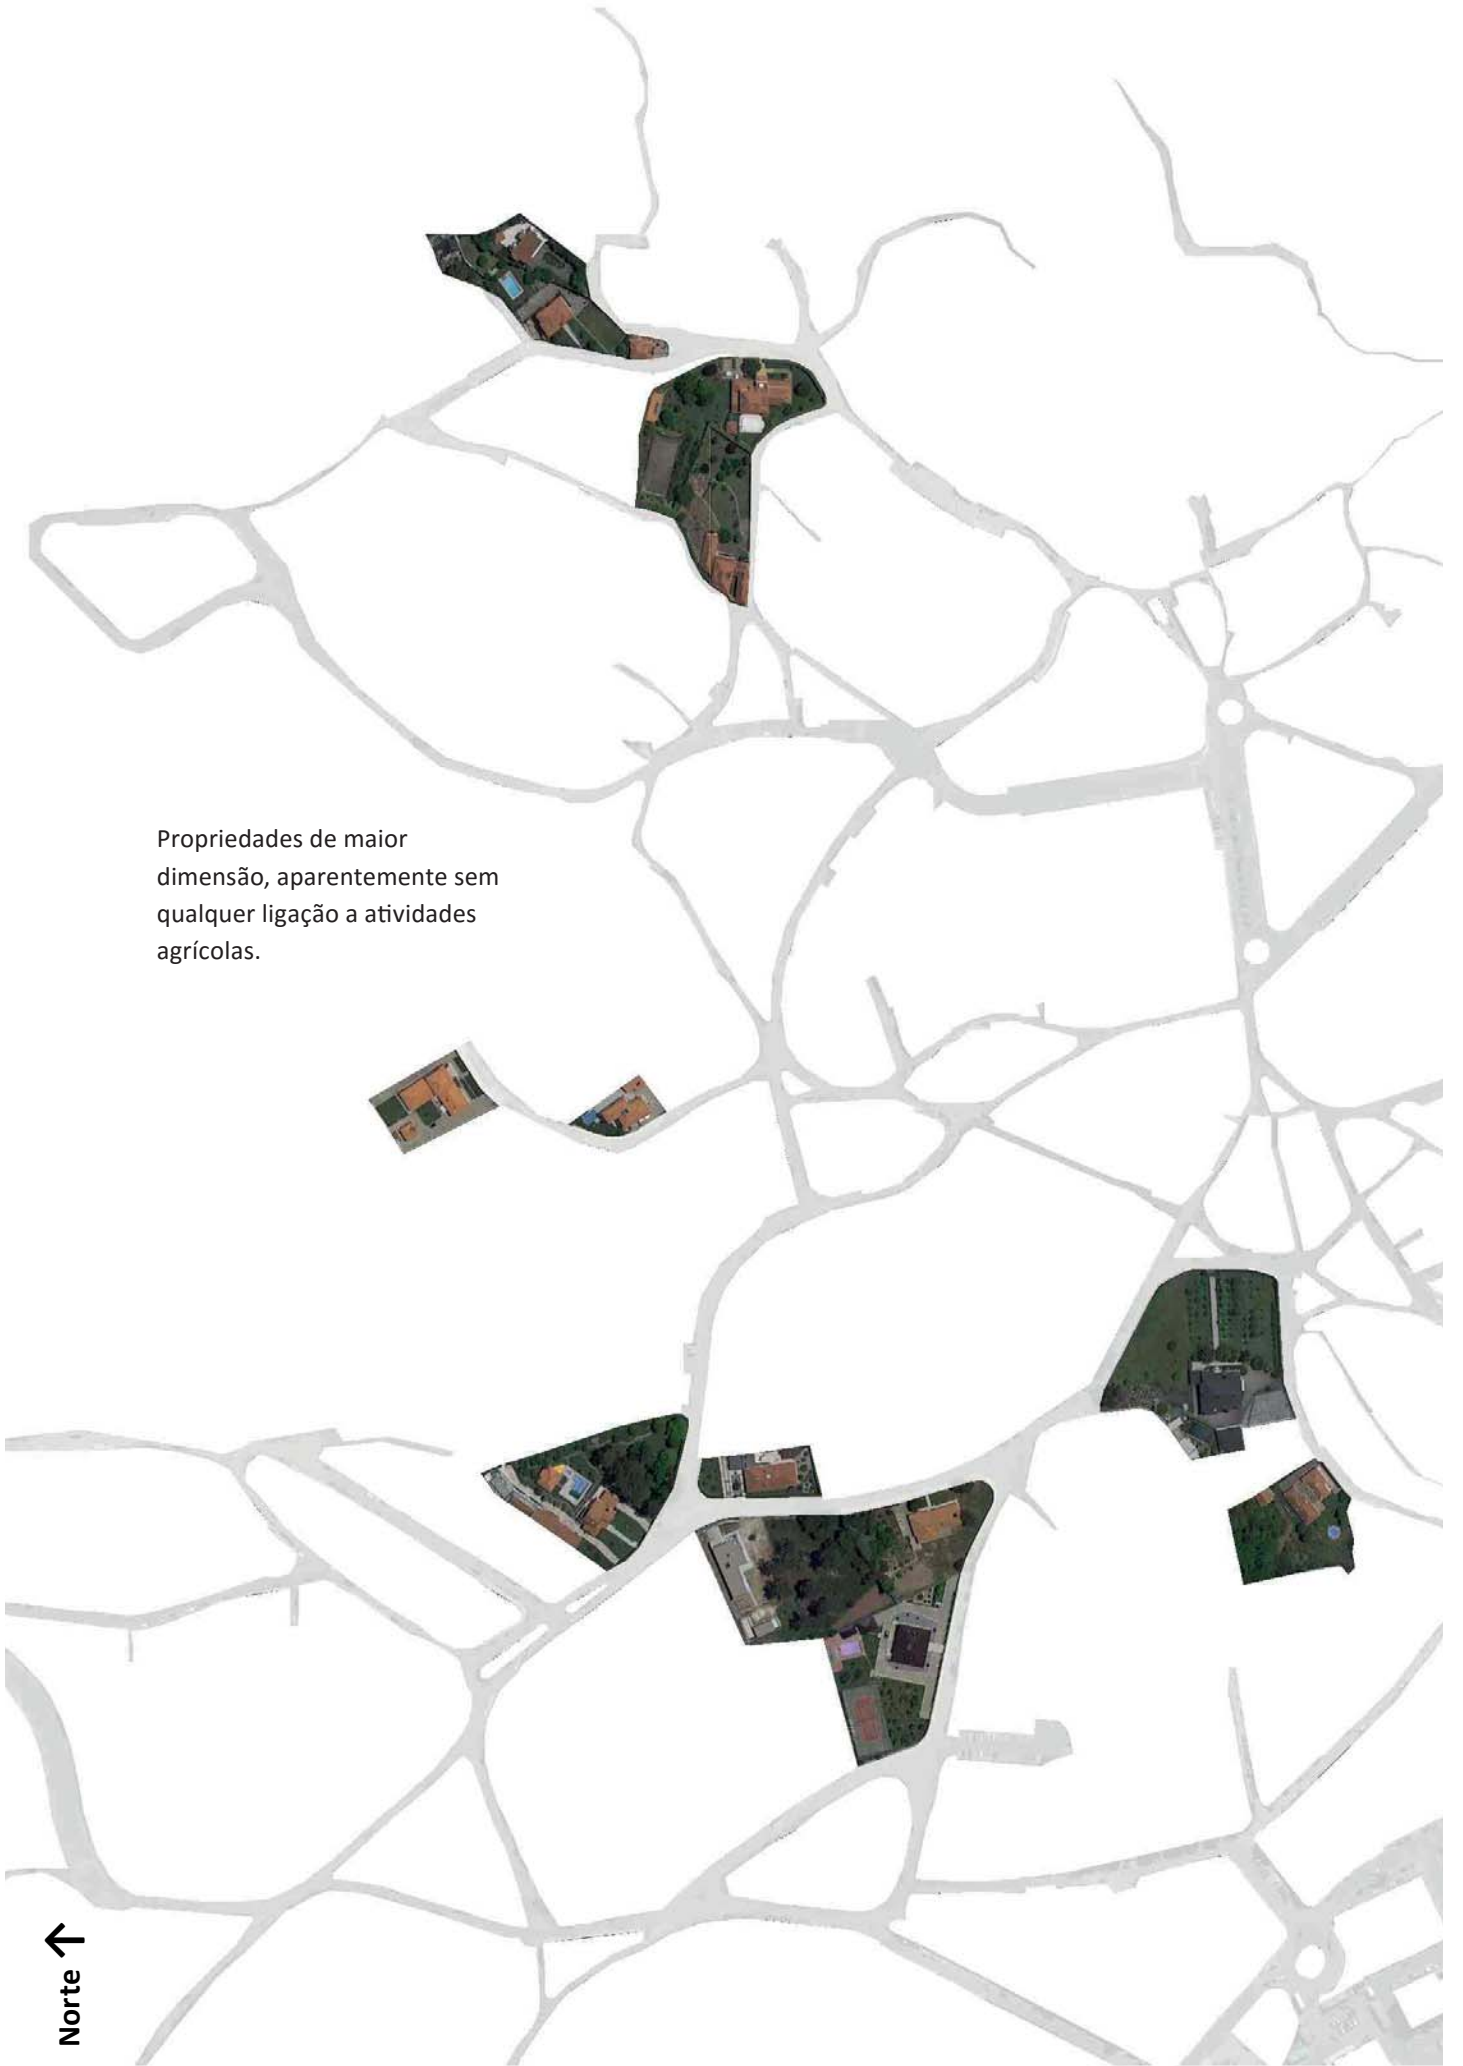 Propriedades de maior
dimensão, aparentemente sem
qualquer ligação a atividades
agrícolas.
Norte